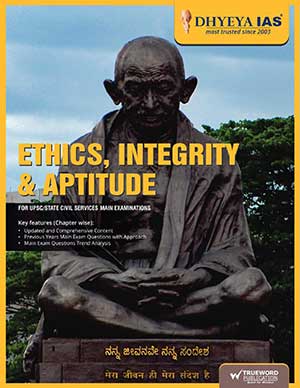 DHYEYA IAS®
most trusted since 2003
ETHICS, INTEGRITY
& APTITUDE
FOR UPSC/STATE CIVIL SERVICES MAIN EXAMINATIONS
Key features (Chapter wise):
• Updated and Comprehensive Content
• Previous Years Main Exam Questions with Approach
• Main Exam Questions Trend Analysis
ನನ್ನ ಜೀವನವೇ ನನ್ನ ಸಂದೇಶ
मेरा जीवन ही मेरा संदेश है
TRUEWORD
PUBLICATION